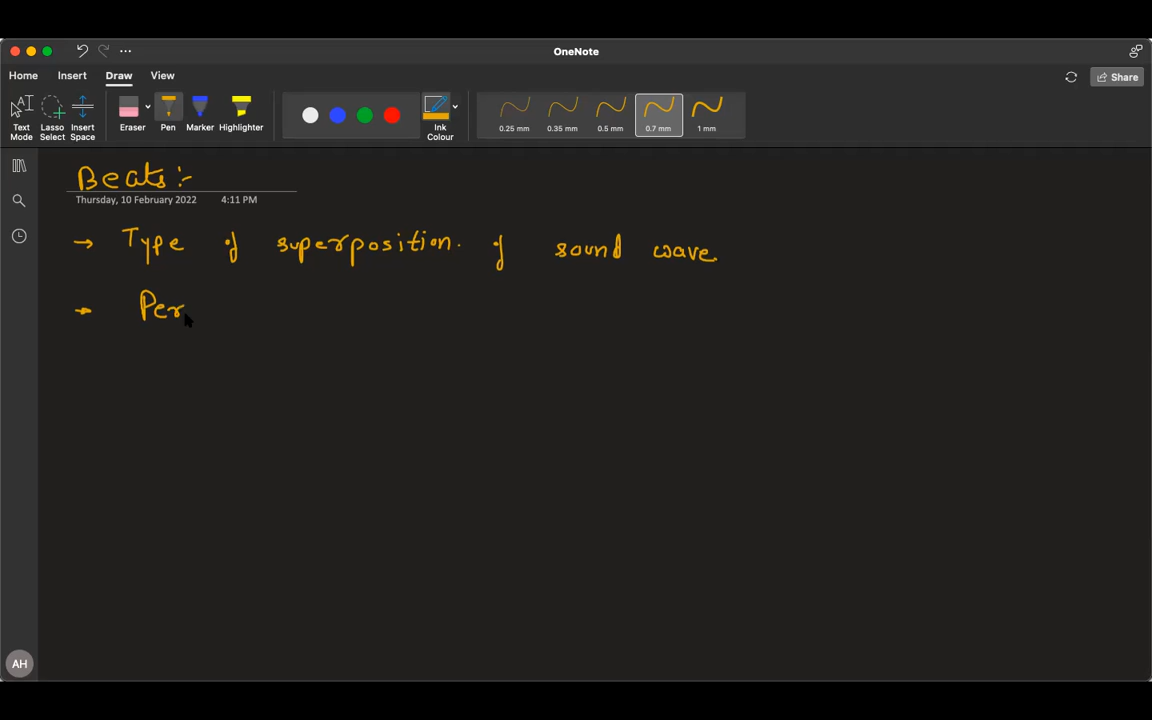 OneNote
Home Insert Draw View
Share
Text Mode
Lasso Select
Insert Space
Eraser
Pen
Marker
Highlighter
Ink Colour
0.25 mm
0.35 mm
0.5 mm
0.7 mm
1 mm
Beats :-
Thursday, 10 February 2022 4:11 PM
→ Type of superposition. of sound wave.
→ Per
AH